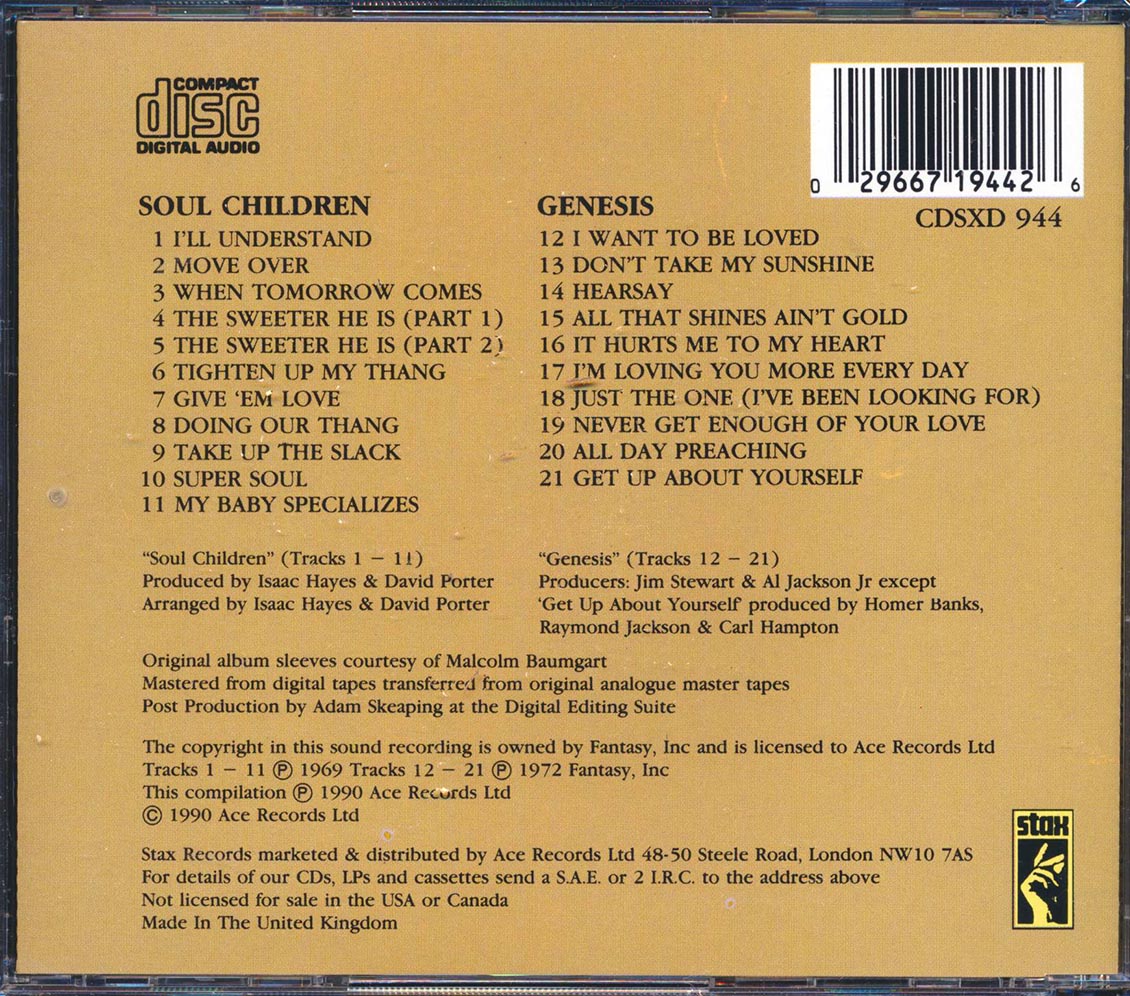 COMPACT
disc
DIGITAL AUDIO
0 29667 19442 6
CDSXD 944
SOUL CHILDREN
1 I'LL UNDERSTAND
2 MOVE OVER
3 WHEN TOMORROW COMES
4 THE SWEETER HE IS (PART 1)
5 THE SWEETER HE IS (PART 2)
6 TIGHTEN UP MY THANG
7 GIVE 'EM LOVE
8 DOING OUR THANG
9 TAKE UP THE SLACK
10 SUPER SOUL
11 MY BABY SPECIALIZES
GENESIS
12 I WANT TO BE LOVED
13 DON'T TAKE MY SUNSHINE
14 HEARSAY
15 ALL THAT SHINES AIN'T GOLD
16 IT HURTS ME TO MY HEART
17 I'M LOVING YOU MORE EVERY DAY
18 JUST THE ONE (I'VE BEEN LOOKING FOR)
19 NEVER GET ENOUGH OF YOUR LOVE
20 ALL DAY PREACHING
21 GET UP ABOUT YOURSELF
"Soul Children" (Tracks 1 – 11)
Produced by Isaac Hayes & David Porter
Arranged by Isaac Hayes & David Porter
"Genesis" (Tracks 12 – 21)
Producers: Jim Stewart & Al Jackson Jr except
'Get Up About Yourself' produced by Homer Banks,
Raymond Jackson & Carl Hampton
Original album sleeves courtesy of Malcolm Baumgart
Mastered from digital tapes transferred from original analogue master tapes
Post Production by Adam Skeaping at the Digital Editing Suite
The copyright in this sound recording is owned by Fantasy, Inc and is licensed to Ace Records Ltd
Tracks 1 – 11 ℗ 1969 Tracks 12 – 21 ℗ 1972 Fantasy, Inc
This compilation ℗ 1990 Ace Records Ltd
© 1990 Ace Records Ltd
Stax Records marketed & distributed by Ace Records Ltd 48-50 Steele Road, London NW10 7AS
For details of our CDs, LPs and cassettes send a S.A.E. or 2 I.R.C. to the address above
Not licensed for sale in the USA or Canada
Made In The United Kingdom
stax